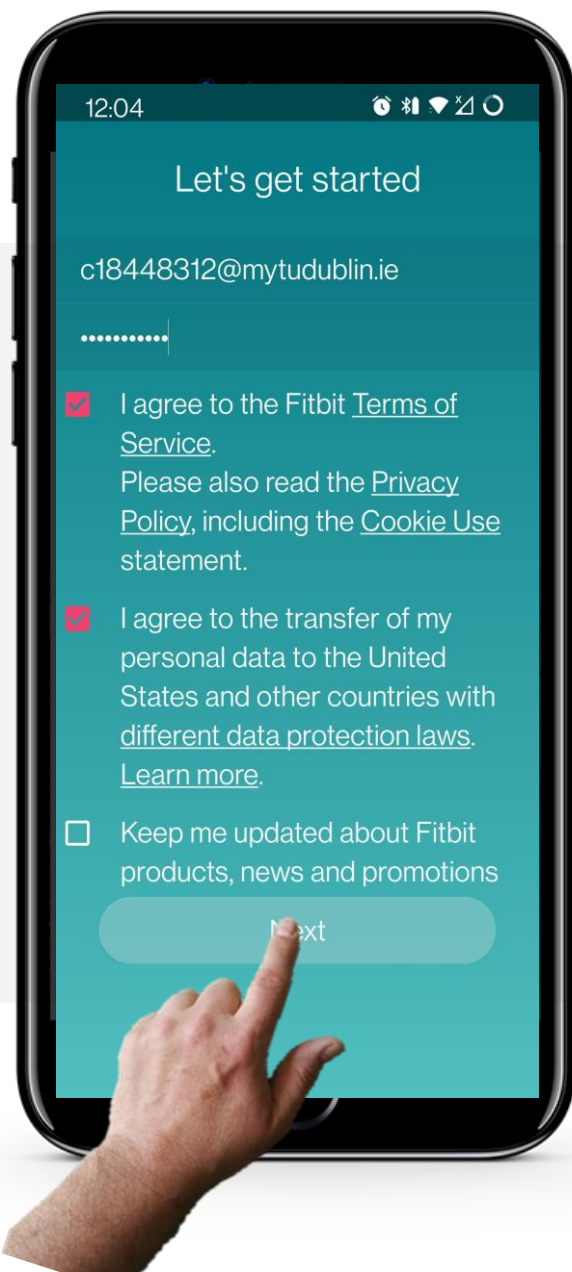 12:04
Let's get started
c18448312@mytudublin.ie
•••••••••••
I agree to the Fitbit Terms of
Service.
Please also read the Privacy
Policy, including the Cookie Use
statement.
I agree to the transfer of my
personal data to the United
States and other countries with
different data protection laws.
Learn more.
Keep me updated about Fitbit
products, news and promotions
Next